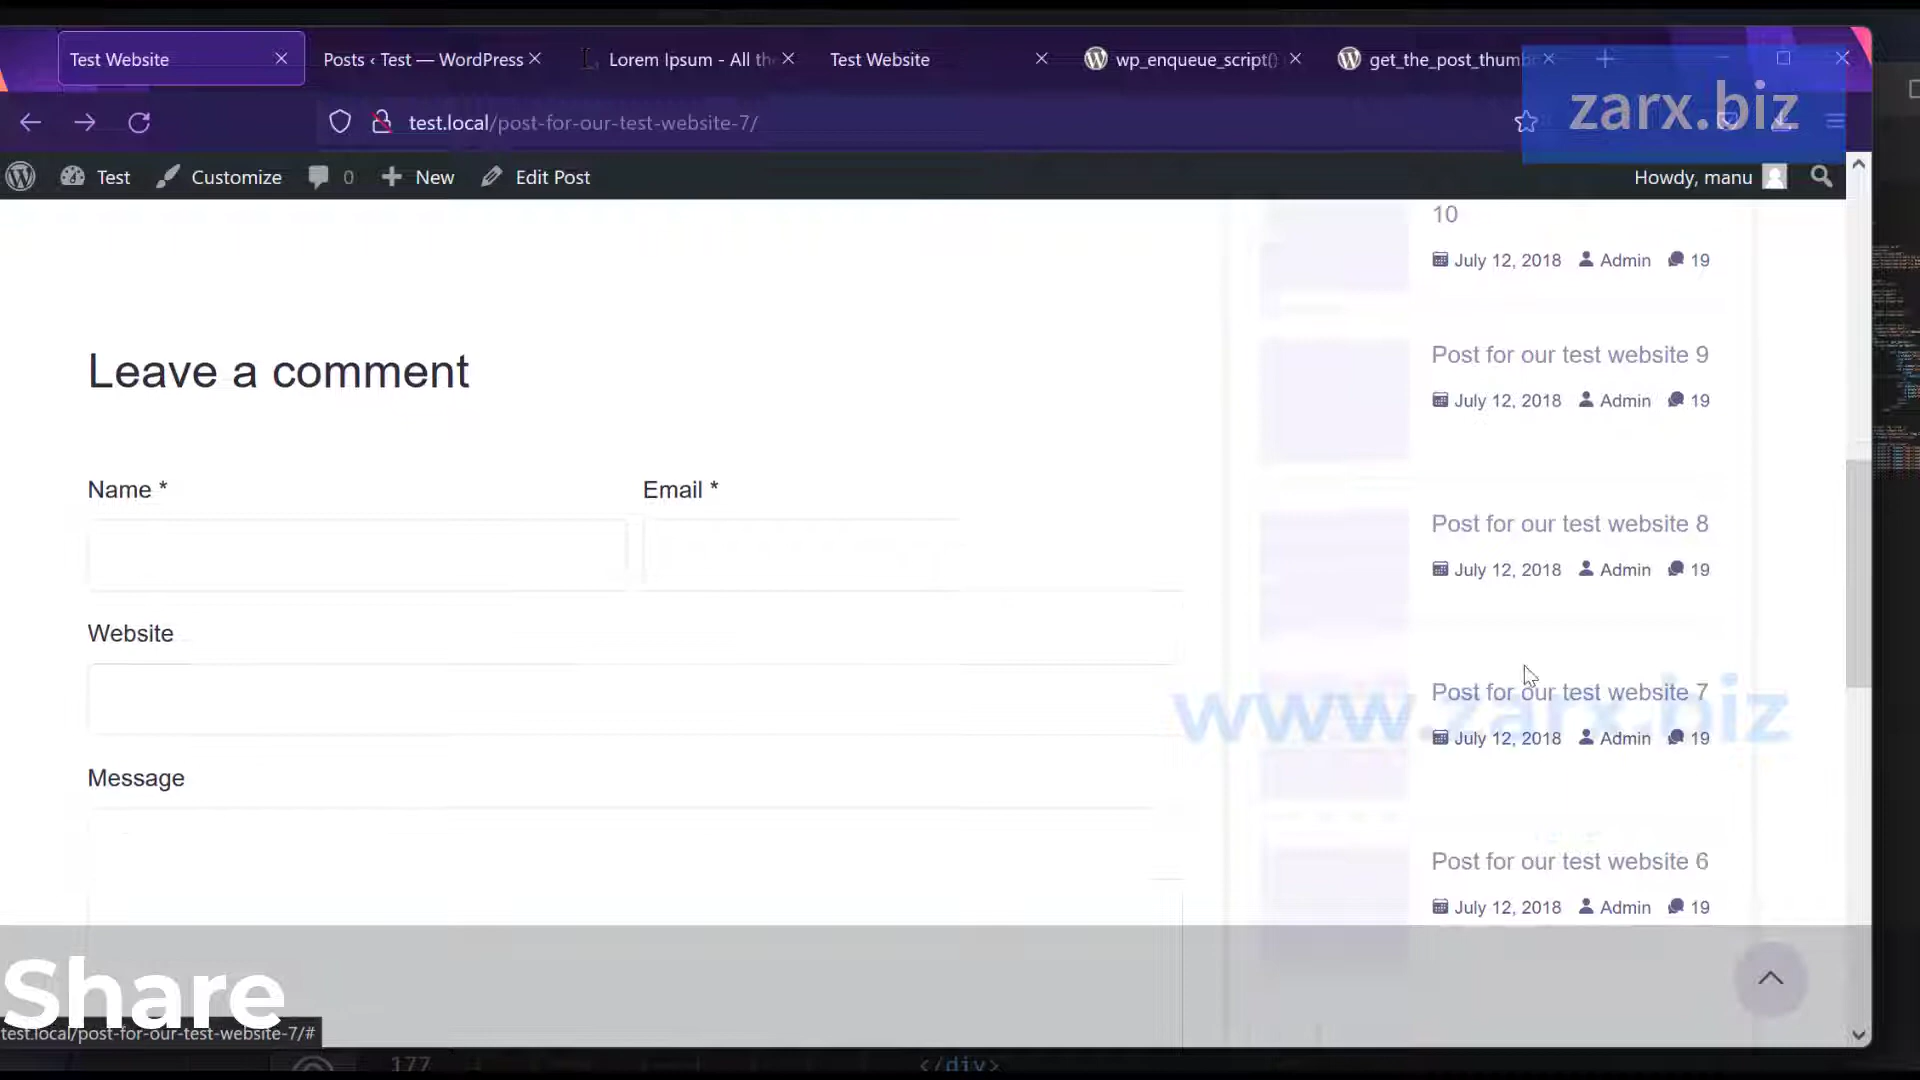 Test Website
Posts ‹ Test — WordPress
Lorem Ipsum - All th
Test Website
wp_enqueue_script()
get_the_post_thumb
zarx.biz
test.local/post-for-our-test-website-7/
Test
Customize
0
New
Edit Post
Howdy, manu
10
July 12, 2018 Admin 19
Post for our test website 9
July 12, 2018 Admin 19
Leave a comment
Name *
Email *
Post for our test website 8
July 12, 2018 Admin 19
Website
Post for our test website 7
www.zarx.biz
July 12, 2018 Admin 19
Message
Post for our test website 6
July 12, 2018 Admin 19
Share
test.local/post-for-our-test-website-7/#
177
</div>